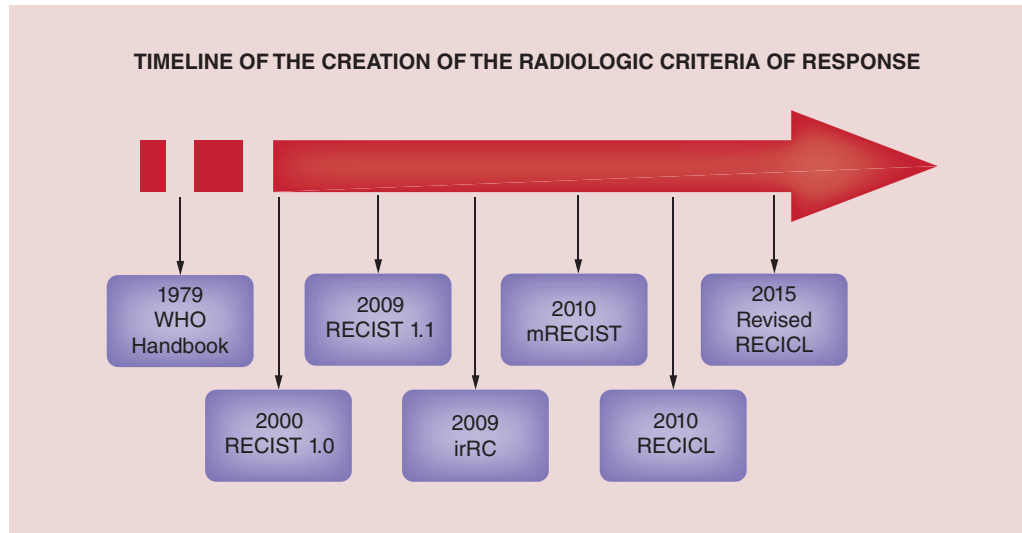 TIMELINE OF THE CREATION OF THE RADIOLOGIC CRITERIA OF RESPONSE
1979
WHO
Handbook
2000
RECIST 1.0
2009
RECIST 1.1
2009
irRC
2010
mRECIST
2010
RECICL
2015
Revised
RECICL